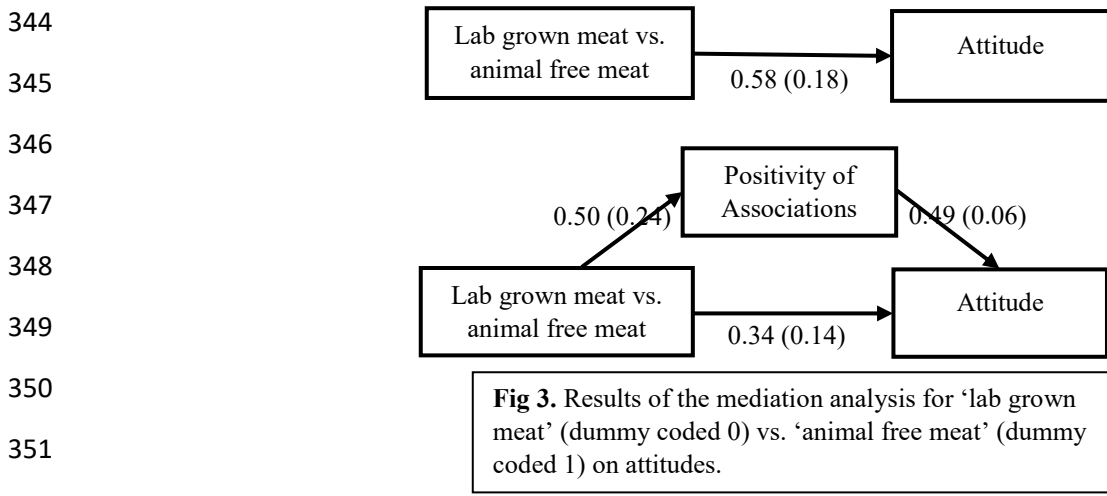 344
Lab grown meat vs.
animal free meat
Attitude
0.58 (0.18)
345
346
Positivity of
Associations
347
0.50 (0.24)
0.49 (0.06)
348
Lab grown meat vs.
animal free meat
Attitude
349
0.34 (0.14)
350
Fig 3. Results of the mediation analysis for ‘lab grown
meat’ (dummy coded 0) vs. ‘animal free meat’ (dummy
351
coded 1) on attitudes.